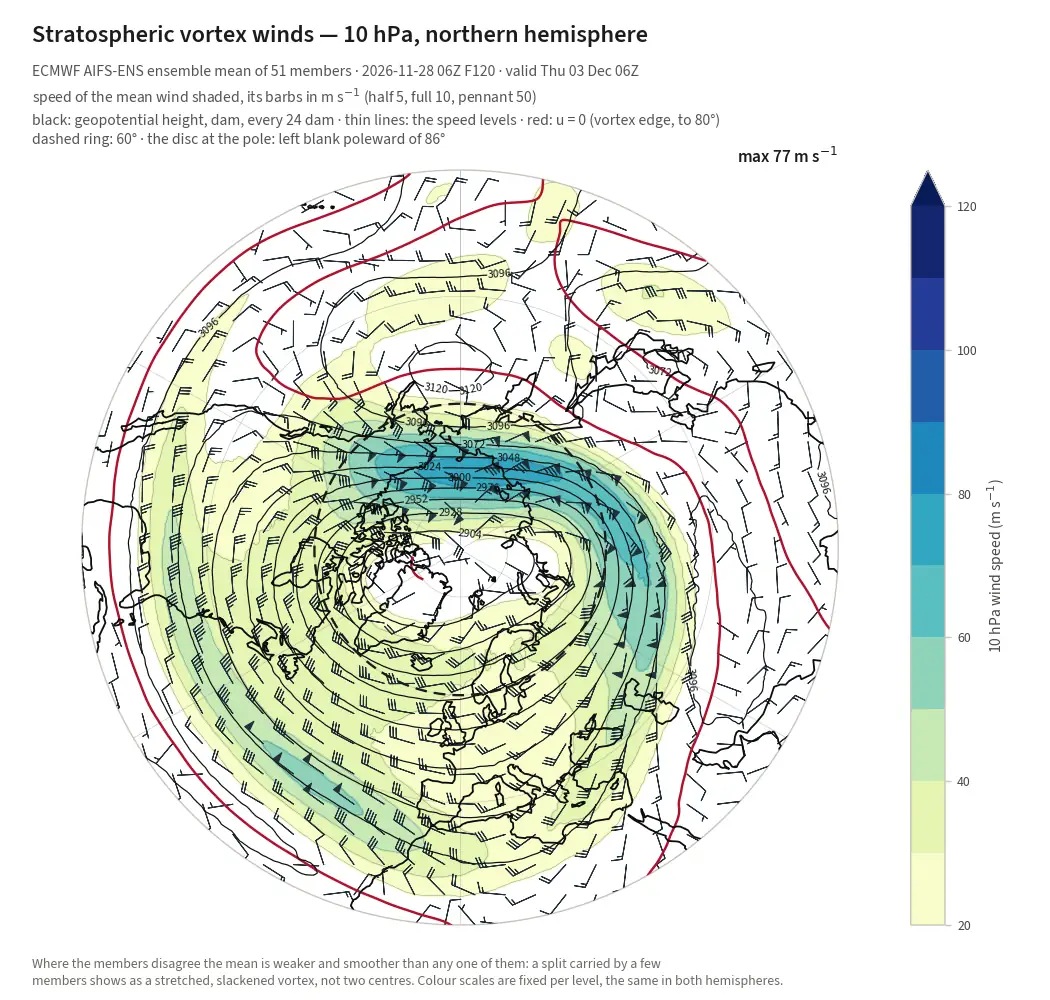 Stratospheric vortex winds — 10 hPa, northern hemisphere
ECMWF AIFS-ENS ensemble mean of 51 members · 2026-11-28 06Z F120 · valid Thu 03 Dec 06Z
speed of the mean wind shaded, its barbs in m s⁻¹ (half 5, full 10, pennant 50)
black: geopotential height, dam, every 24 dam · thin lines: the speed levels · red: u = 0 (vortex edge, to 80°)
dashed ring: 60° · the disc at the pole: left blank poleward of 86°
max 77 m s⁻¹
120
100
80
60
40
20
10 hPa wind speed (m s⁻¹)
3096
3096
3072
3120
3120
3096
3072
3048
3024
3000
2952
2928
2904
3096
3096
Where the members disagree the mean is weaker and smoother than any one of them: a split carried by a few
members shows as a stretched, slackened vortex, not two centres. Colour scales are fixed per level, the same in both hemispheres.